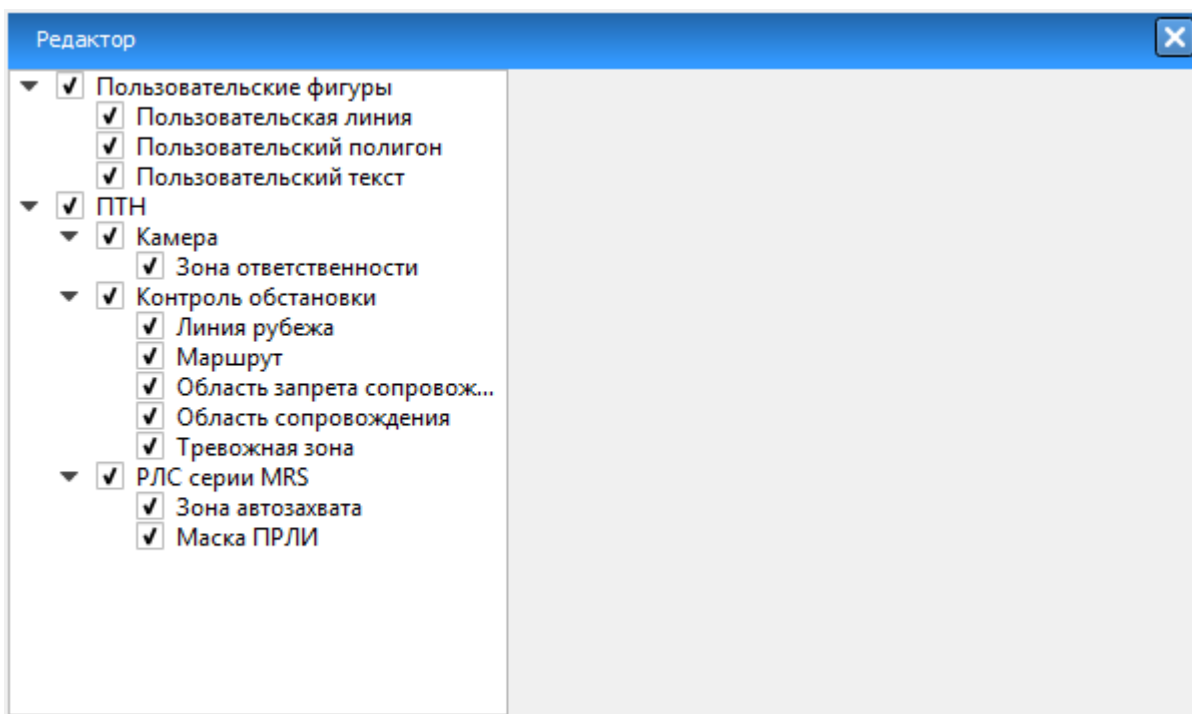 Редактор
Пользовательские фигуры
Пользовательская линия
Пользовательский полигон
Пользовательский текст
ПТН
Камера
Зона ответственности
Контроль обстановки
Линия рубежа
Маршрут
Область запрета сопровож...
Область сопровождения
Тревожная зона
РЛС серии MRS
Зона автозахвата
Маска ПРЛИ